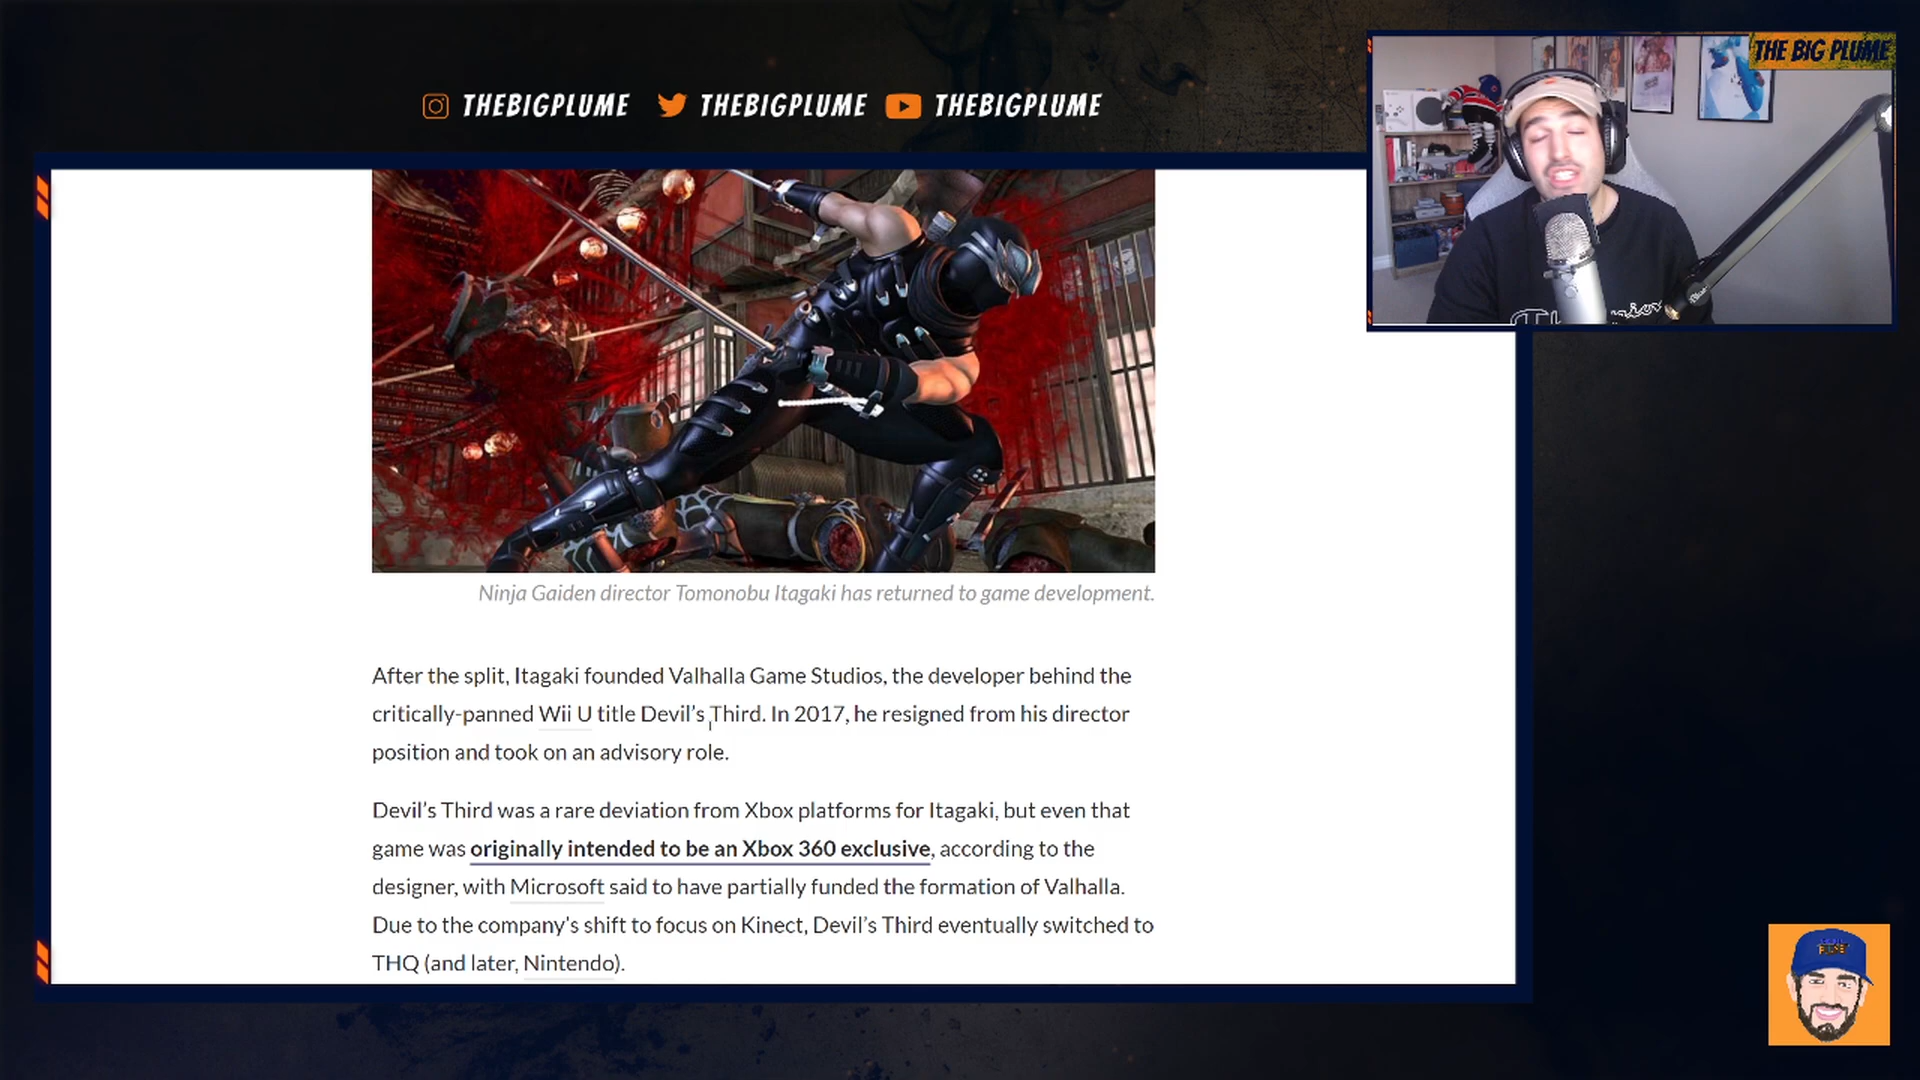 THE BIG PLUME
THEBIGPLUME THEBIGPLUME THEBIGPLUME
Ninja Gaiden director Tomonobu Itagaki has returned to game development.
After the split, Itagaki founded Valhalla Game Studios, the developer behind the
critically-panned Wii U title Devil's Third. In 2017, he resigned from his director
position and took on an advisory role.
Devil's Third was a rare deviation from Xbox platforms for Itagaki, but even that
game was originally intended to be an Xbox 360 exclusive, according to the
designer, with Microsoft said to have partially funded the formation of Valhalla.
Due to the company's shift to focus on Kinect, Devil's Third eventually switched to
THQ (and later, Nintendo).